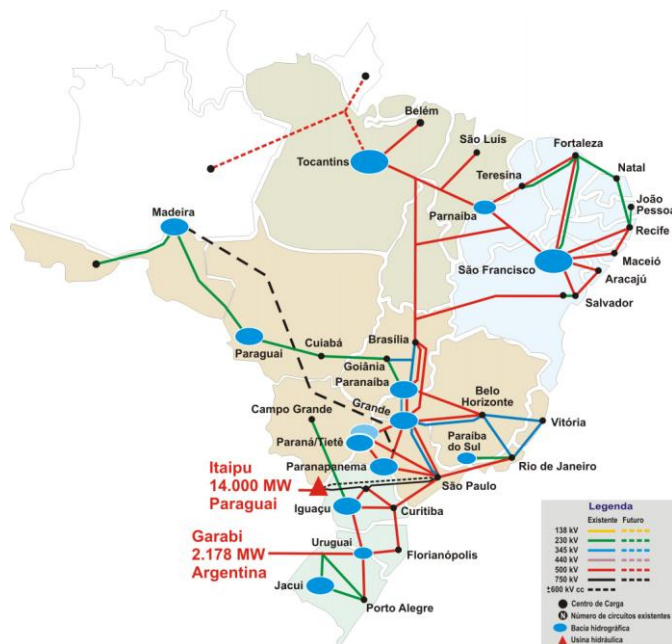 Belém
São Luís
Fortaleza
Tocantins
Teresina
Natal
João
Pesso
Parnaíba
Recife
Madeira
São Francisco
Maceió
Aracajú
Salvador
Brasília
Cuiabá
Goiânia
Paraguai
Paranaíba
Belo
Horizonte
Campo Grande
Grande
Vitória
Paraná/Tietê
Paraíba
do Sul
Itaipu
14.000 MW
Paraguai
Paranapanema
Rio de Janeiro
São Paulo
Iguaçu
Curitiba
Garabi
2.178 MW
Argentina
Uruguai
Florianópolis
Jacui
Porto Alegre
Legenda
Existente Futuro
138 kV
230 kV
345 kV
440 kV
500 kV
750 kV
±600 kV cc
Centro de Carga
N Número de circuitos existentes
Bacia hidrográfica
Usina hidráulica